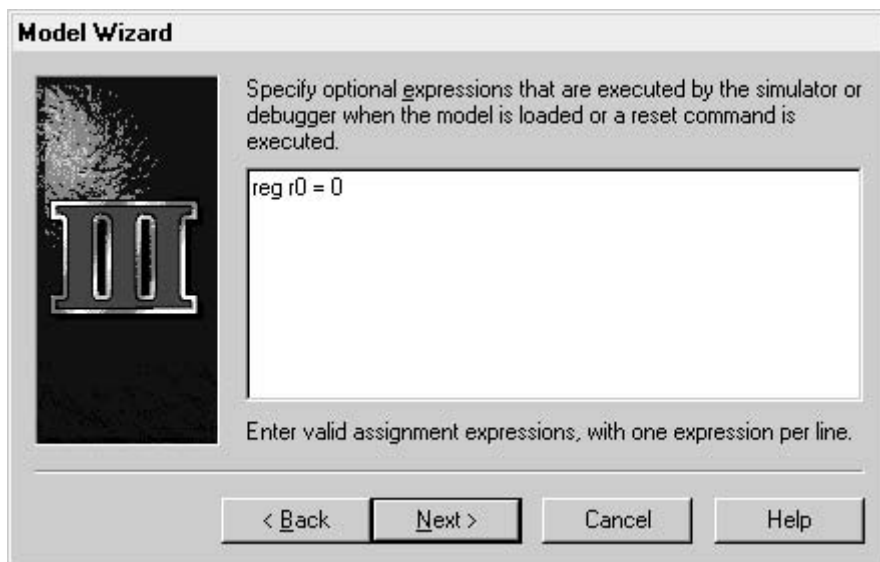 Model Wizard
Specify optional expressions that are executed by the simulator or
debugger when the model is loaded or a reset command is
executed.
reg r0 = 0
Enter valid assignment expressions, with one expression per line.
III
< Back
Next >
Cancel
Help